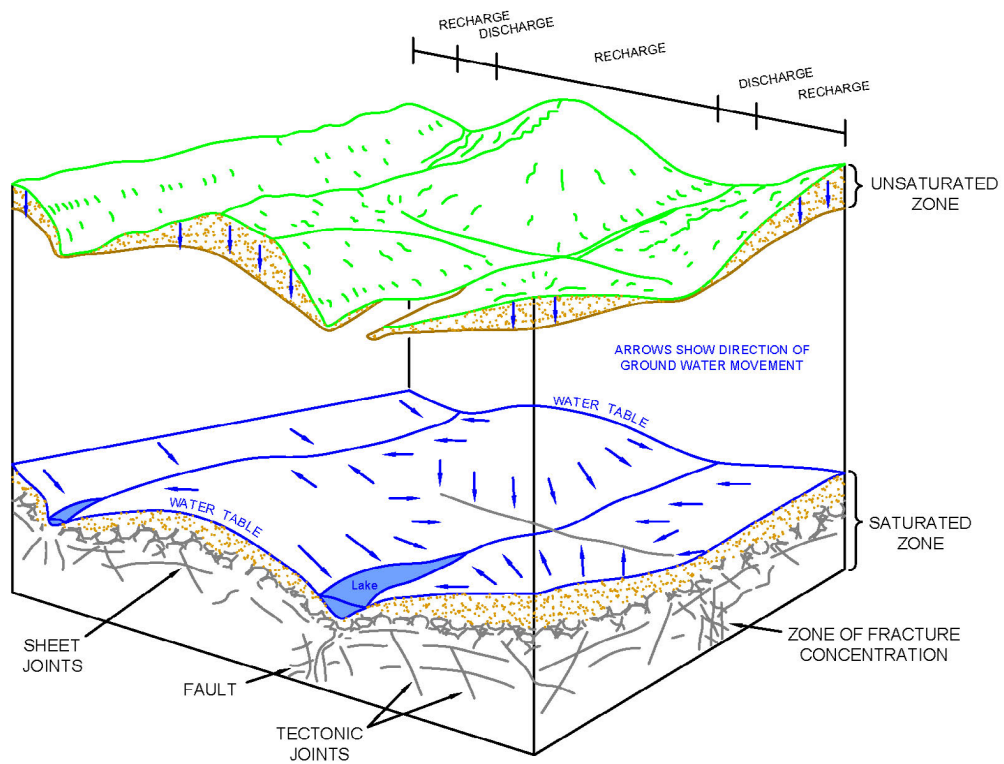 RECHARGE
DISCHARGE
RECHARGE
DISCHARGE
RECHARGE
UNSATURATED
ZONE
ARROWS SHOW DIRECTION OF
GROUND WATER MOVEMENT
WATER TABLE
WATER TABLE
Lake
SATURATED
ZONE
SHEET
JOINTS
FAULT
TECTONIC
JOINTS
ZONE OF FRACTURE
CONCENTRATION